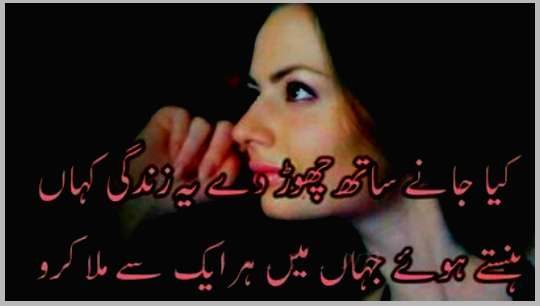 کیا جانے ساتھ چھوڑ دے یہ زندگی کہاں
ہنستے ہوئے جہاں میں ہر ایک سے ملا کرو